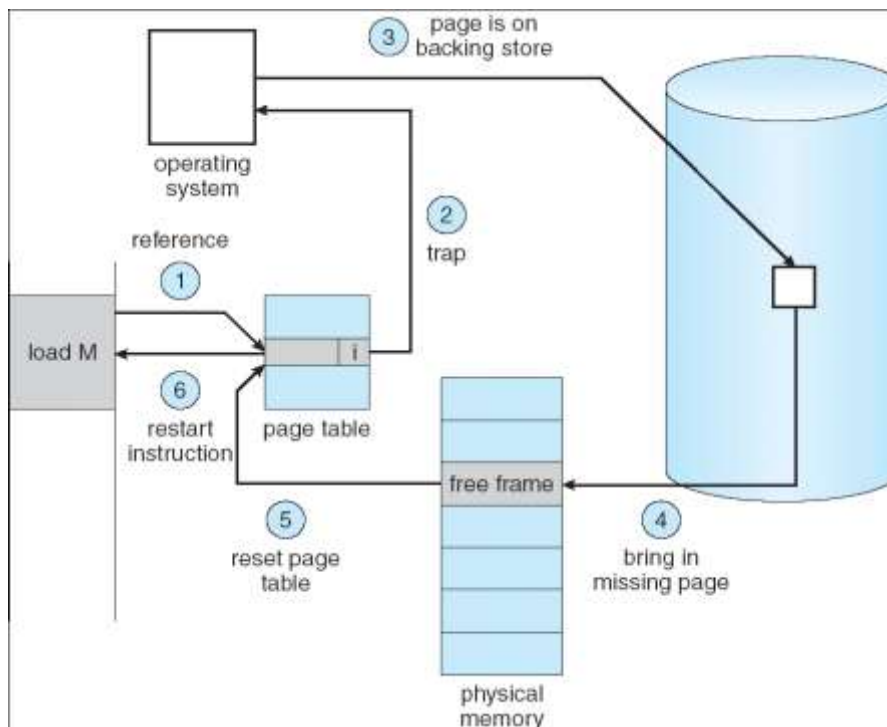 3
page is on
backing store
operating
system
2
trap
reference
1
load M
i
6
restart
instruction
page table
free frame
5
reset page
table
4
bring in
missing page
physical
memory